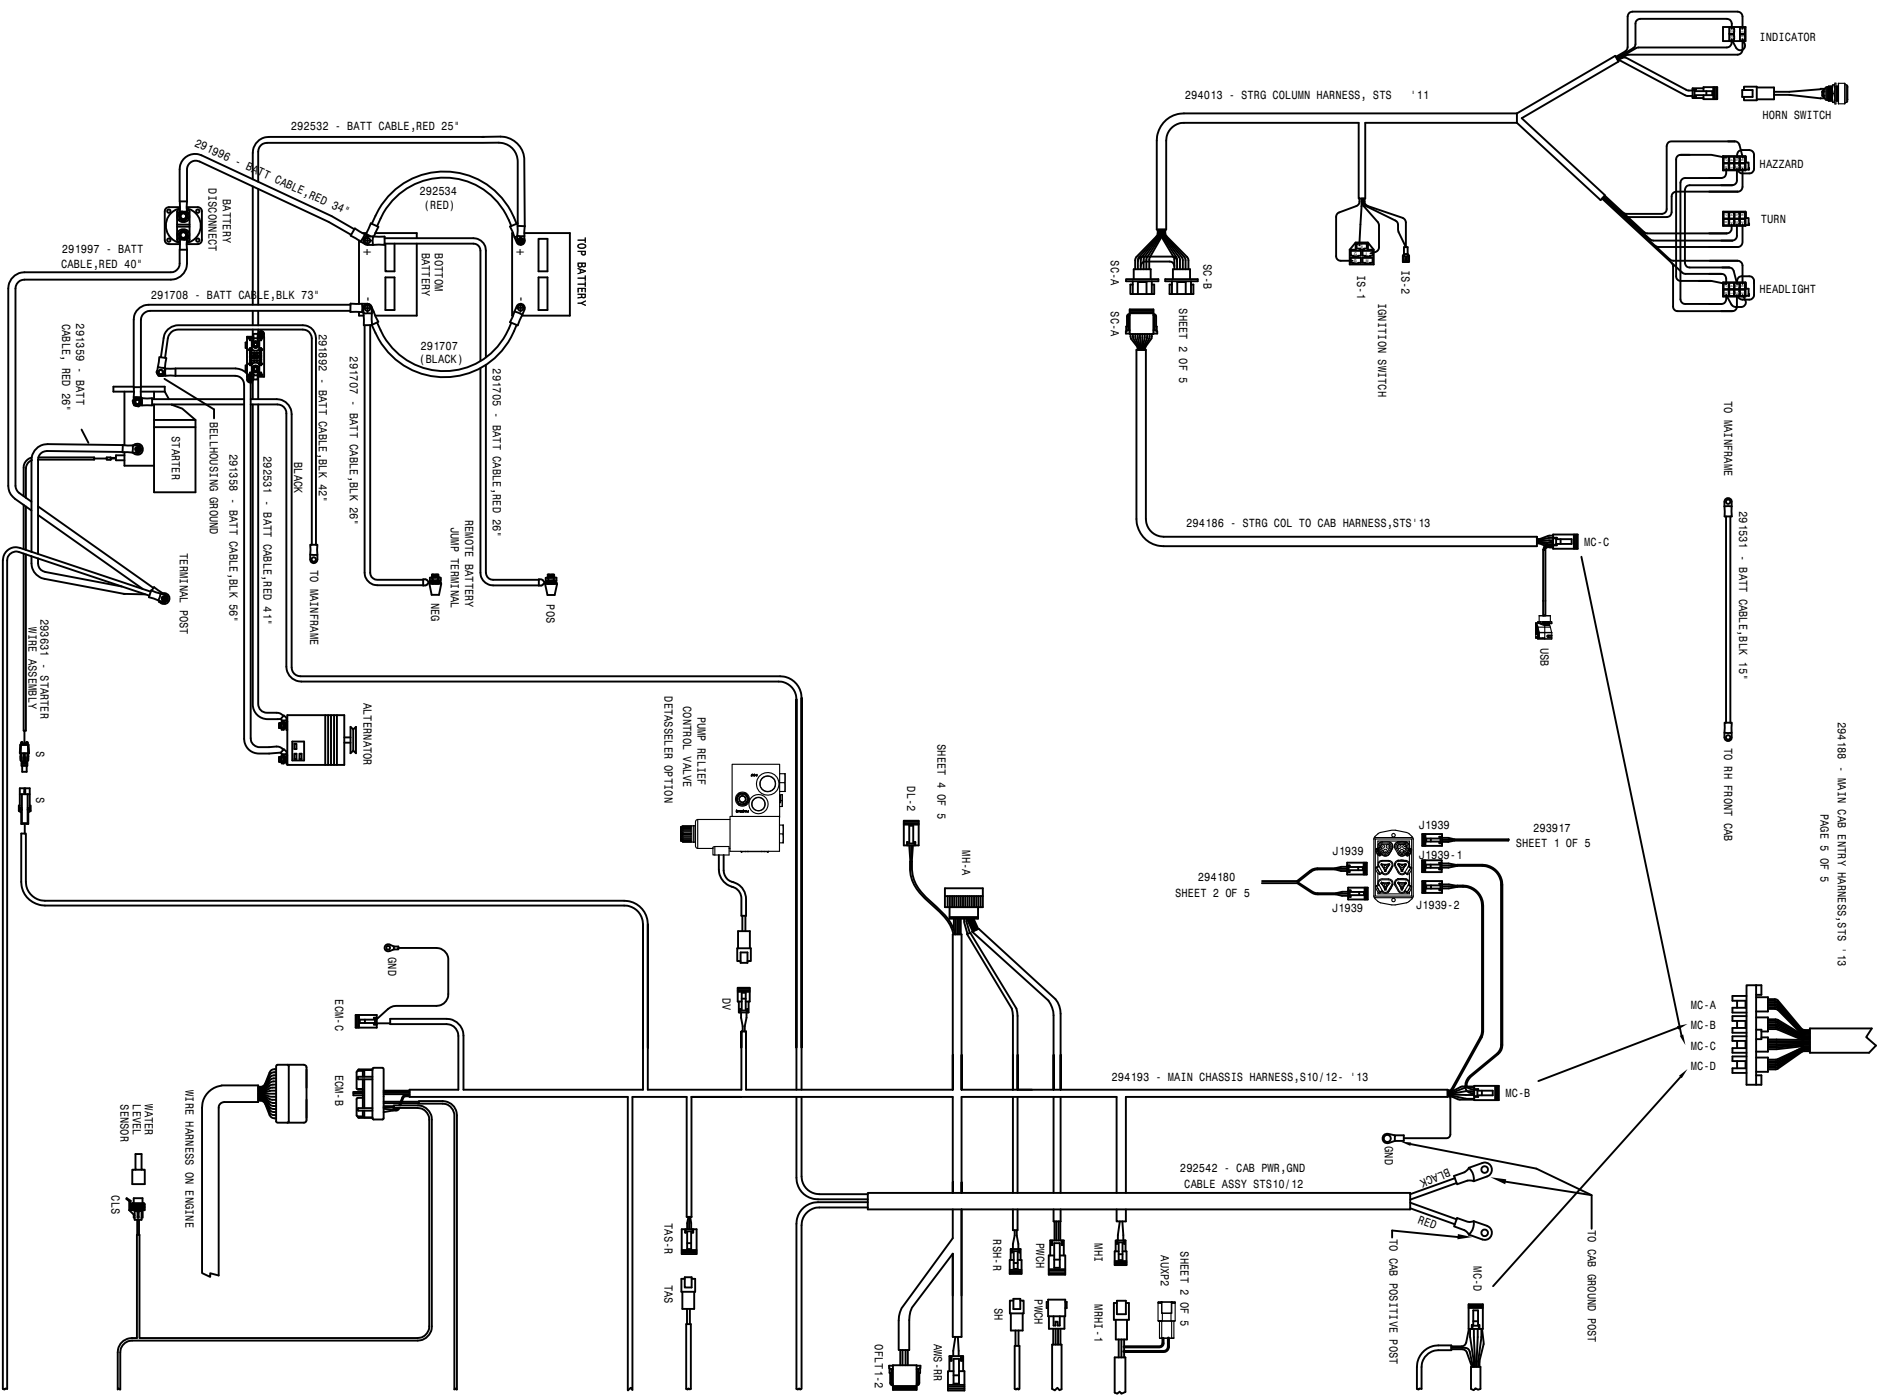 INDICATOR
HORN SWITCH
HAZZARD
TURN
HEADLIGHT
294013 - STRG COLUMN HARNESS, STS '11
IS-2
IS-1
IGNITION SWITCH
SC-A
SC-B
SC-A
SHEET 2 OF 5
294186 - STRG COL TO CAB HARNESS,STS'13
MC-C
USB
TO MAINFRAME
291531 - BATT CABLE,BLK 15"
TO RH FRONT CAB
294188 - MAIN CAB ENTRY HARNESS,STS '13
PAGE 5 OF 5
MC-A
MC-B
MC-C
MC-D
292532 - BATT CABLE,RED 25"
291996 - BATT CABLE,RED 34"
BATTERY
DISCONNECT
291997 - BATT
CABLE,RED 40"
292534
(RED)
TOP BATTERY
+
-
BOTTOM
BATTERY
+
-
291708 - BATT CABLE,BLK 73"
291707
(BLACK)
291359 - BATT
CABLE, RED 26"
STARTER
BELLHOUSING GROUND
291358 - BATT CABLE,BLK 56"
292531 - BATT CABLE,RED 41"
BLACK
291892 - BATT CABLE,BLK 42"
TO MAINFRAME
291707 - BATT CABLE,BLK 26"
291705 - BATT CABLE,RED 26"
REMOTE BATTERY
JUMP TERMINAL
NEG
POS
TERMINAL POST
293631 - STARTER
WIRE ASSEMBLY
S
S
ALTERNATOR
PUMP RELIEF
CONTROL VALVE
DETASSELER OPTION
DV
SHEET 4 OF 5
DL-2
MH-A
J1939
293917
SHEET 1 OF 5
J1939
J1939-1
294180
SHEET 2 OF 5
J1939
J1939-2
GND
ECM-C
ECM-B
WIRE HARNESS ON ENGINE
WATER
LEVEL
SENSOR
CLS
294193 - MAIN CHASSIS HARNESS,S10/12- '13
MC-B
GND
292542 - CAB PWR,GND
CABLE ASSY STS10/12
BLACK
RED
TO CAB GROUND POST
TO CAB POSITIVE POST
MC-D
TAS-R
TAS
RSH-R
PWCH
MHI
SH
PWCH
MRHI-1
SHEET 2 OF 5
AUXP2
OFLT1-2
AWS-RR